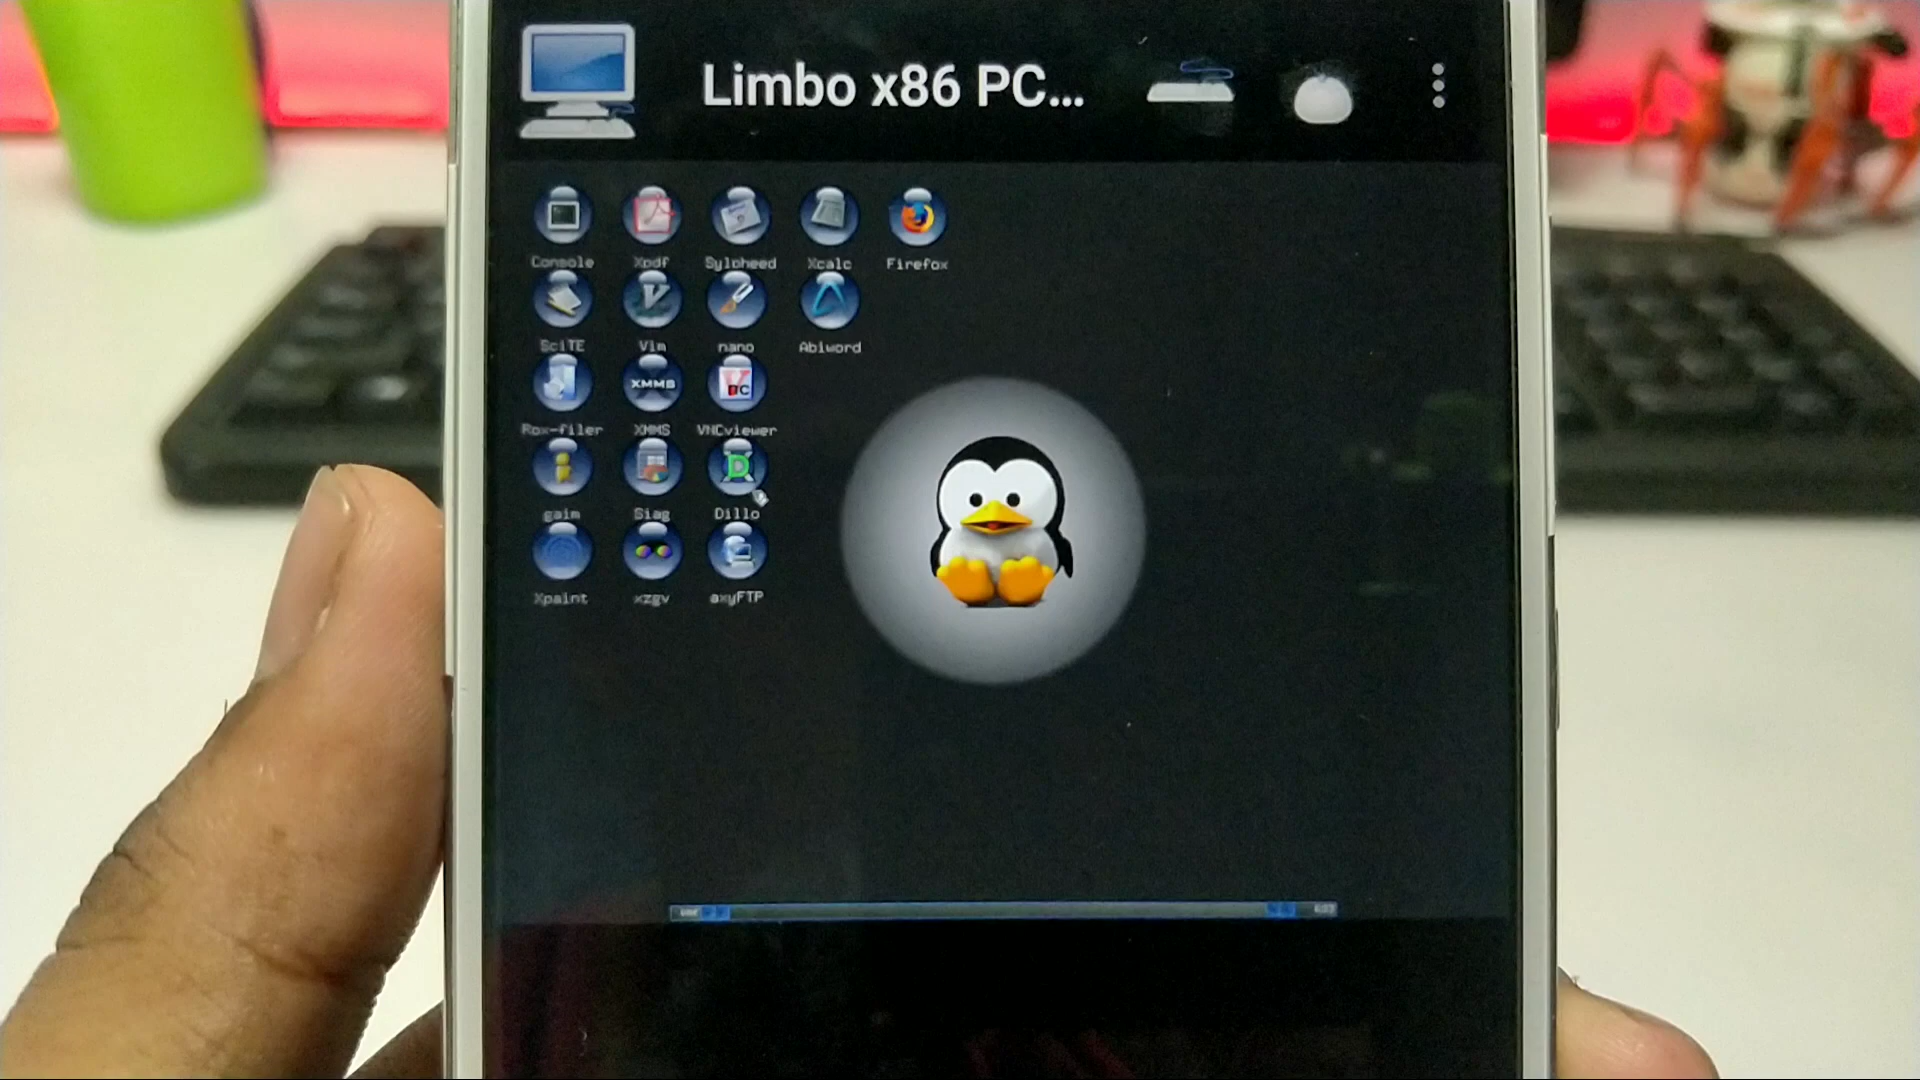 Limbo x86 PC...
Console Xpdf Sylpheed Xcalc Firefox
SciTE Vim nano Abiword
XMMS
Rox-filer XMMS VNCviewer
D
gaim Siag Dillo
Xpaint xzgv axyFTP